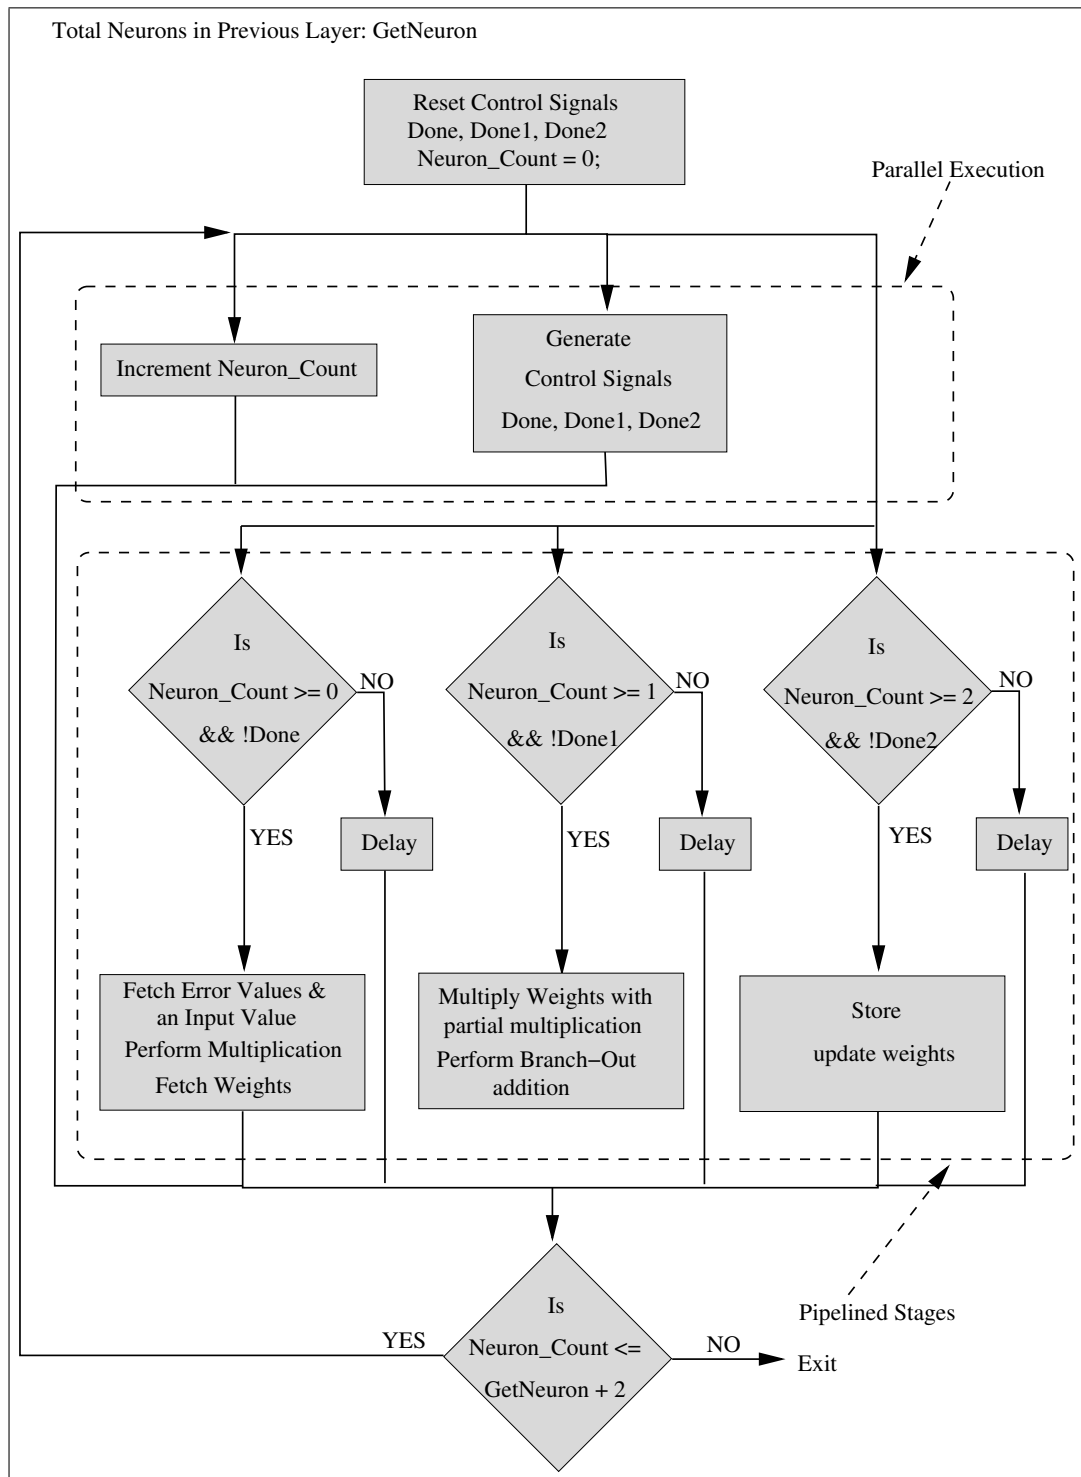 Total Neurons in Previous Layer: GetNeuron
Reset Control Signals
Done, Done1, Done2
Neuron_Count = 0;
Parallel Execution
Increment Neuron_Count
Generate
Control Signals
Done, Done1, Done2
Is
Neuron_Count >= 0
&& !Done
NO
YES
Delay
Is
Neuron_Count >= 1
&& !Done1
NO
YES
Delay
Is
Neuron_Count >= 2
&& !Done2
NO
YES
Delay
Fetch Error Values &
an Input Value
Perform Multiplication
Fetch Weights
Multiply Weights with
partial multiplication
Perform Branch−Out
addition
Store
update weights
Pipelined Stages
Is
Neuron_Count <=
GetNeuron + 2
YES
NO
Exit